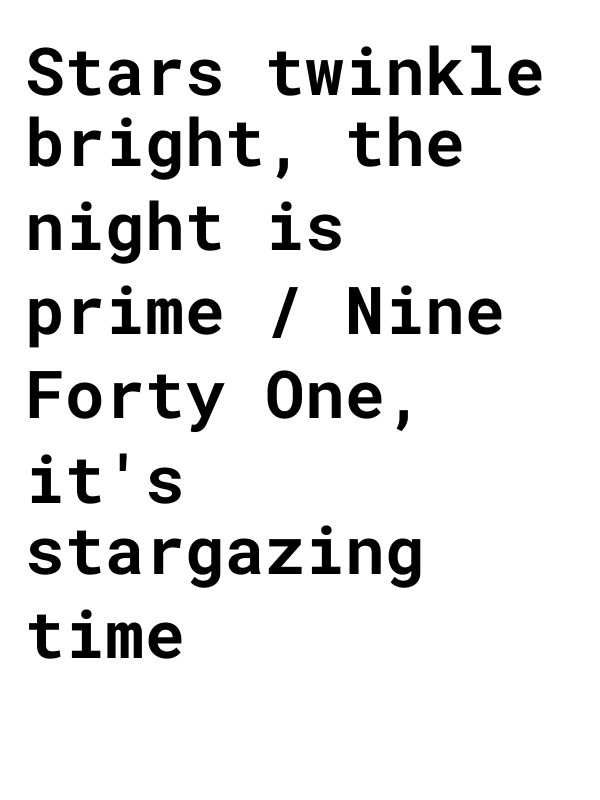 Stars twinkle
bright, the
night is
prime / Nine
Forty One,
it's
stargazing
time